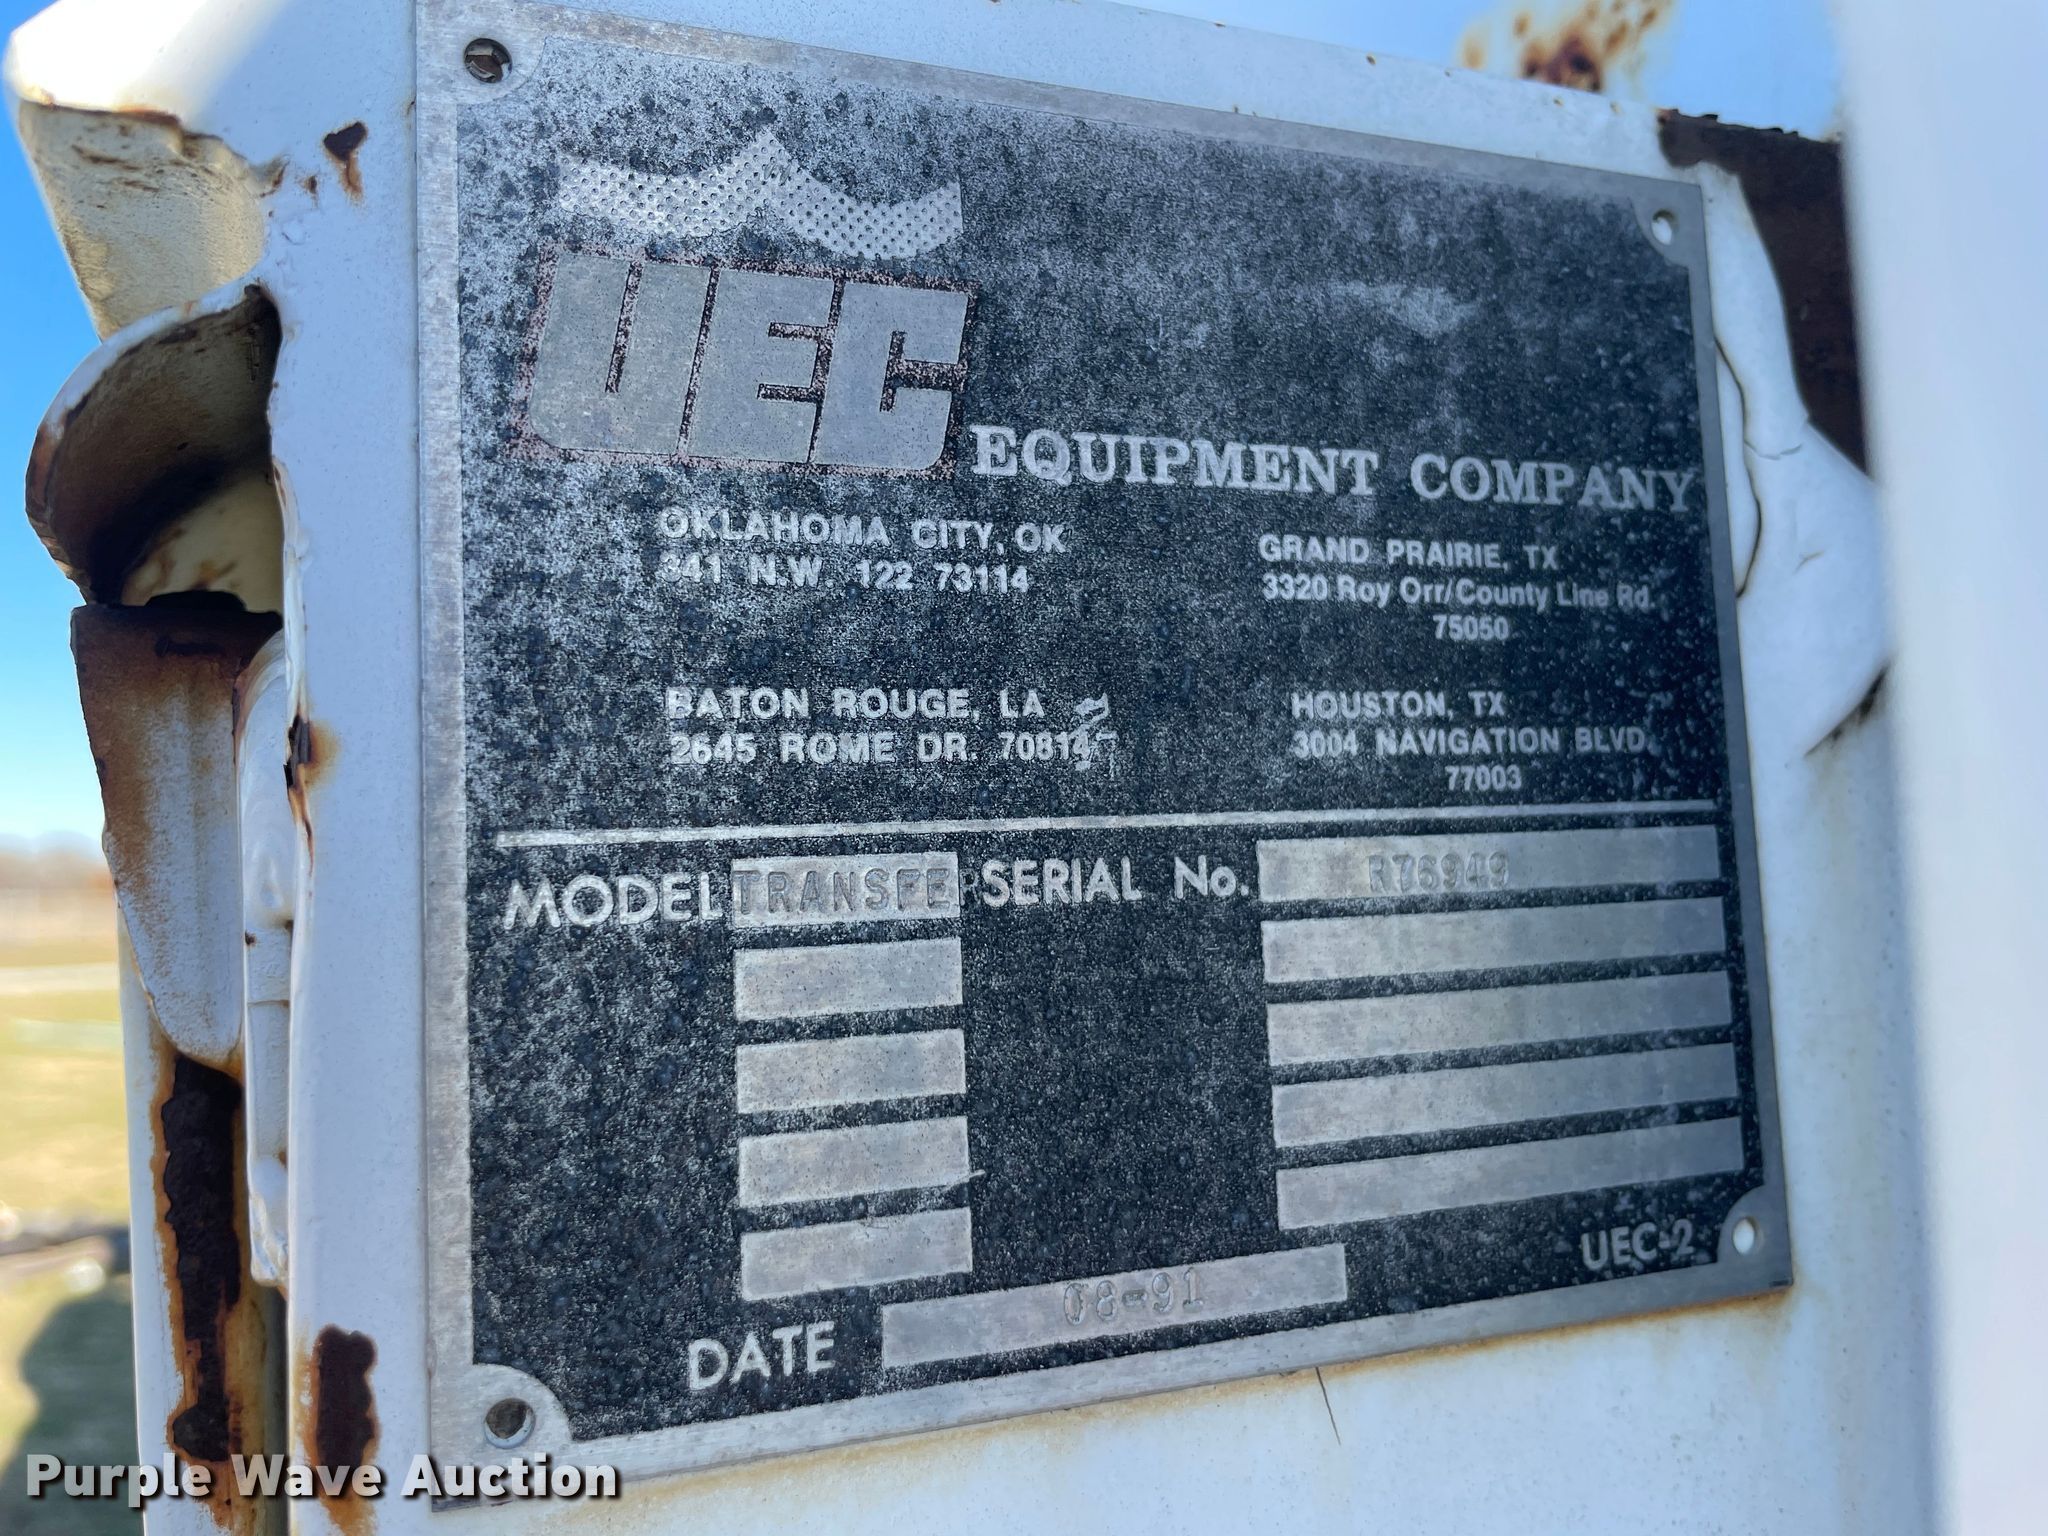 UEC EQUIPMENT COMPANY
OKLAHOMA CITY, OK
841 N.W. 122 73114
GRAND PRAIRIE, TX
3320 Roy Orr/County Line Rd.
75050
BATON ROUGE, LA
2645 ROME DR. 70814
HOUSTON, TX
3004 NAVIGATION BLVD.
77003
MODEL TRANSFER SERIAL No. R76949
UEC-2
DATE 08-91
Purple Wave Auction